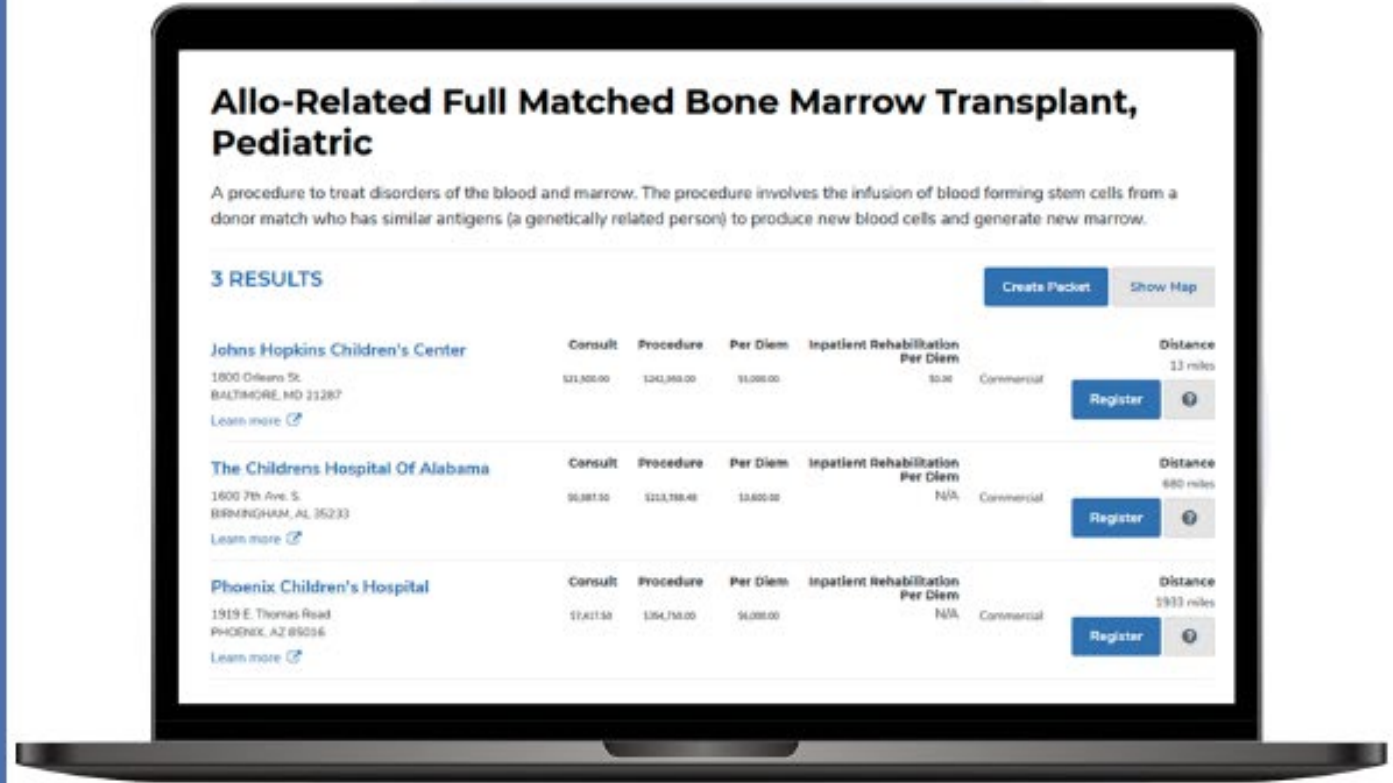 Allo-Related Full Matched Bone Marrow Transplant,
Pediatric
A procedure to treat disorders of the blood and marrow. The procedure involves the infusion of blood forming stem cells from a
donor match who has similar antigens (a genetically related person) to produce new blood cells and generate new marrow.
3 RESULTS
Create Packet Show Map
Johns Hopkins Children's Center Consult Procedure Per Diem Inpatient Rehabilitation Per Diem Distance
1800 Orleans St. $0.00 Commercial 13 miles
BALTIMORE, MD 21287 Register
Learn more
The Childrens Hospital Of Alabama Consult Procedure Per Diem Inpatient Rehabilitation Per Diem Distance
1600 7th Ave. S. N/A Commercial 680 miles
BIRMINGHAM, AL 35233 Register
Learn more
Phoenix Children's Hospital Consult Procedure Per Diem Inpatient Rehabilitation Per Diem Distance
1919 E. Thomas Road N/A Commercial 1933 miles
PHOENIX, AZ 85016 Register
Learn more